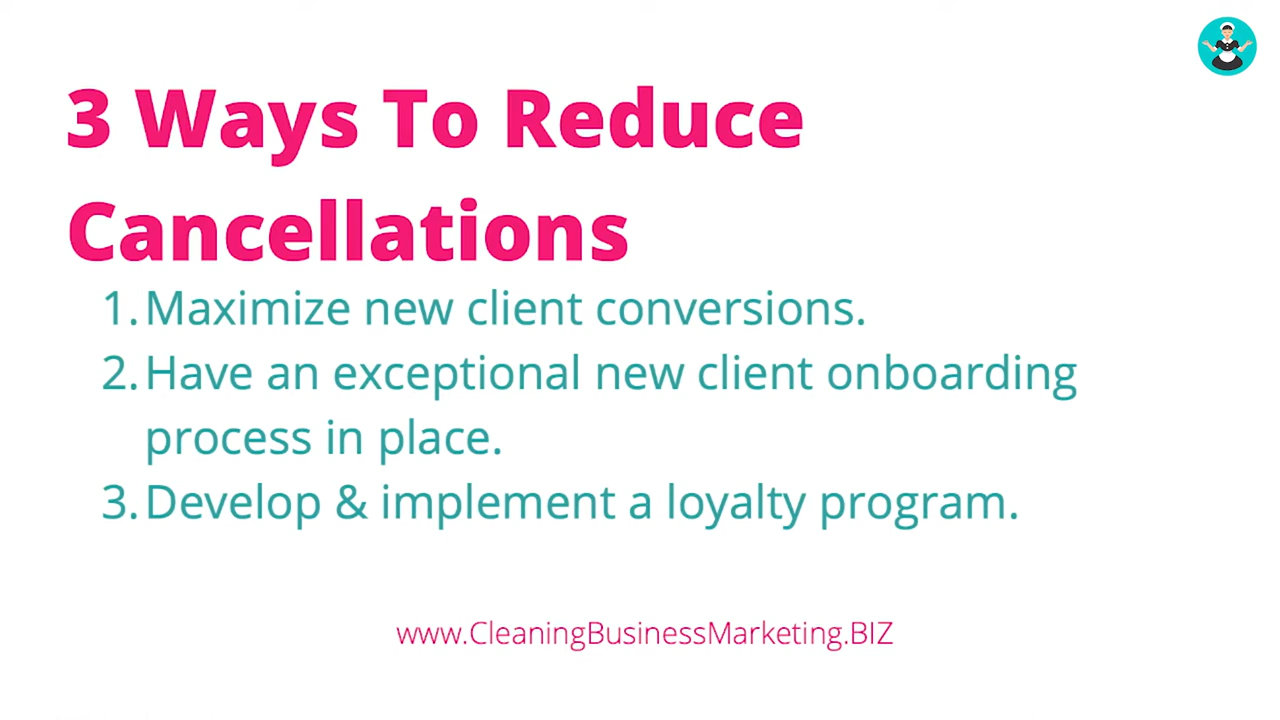 3 Ways To Reduce
Cancellations
1. Maximize new client conversions.
2. Have an exceptional new client onboarding
process in place.
3. Develop & implement a loyalty program.
www.CleaningBusinessMarketing.BIZ